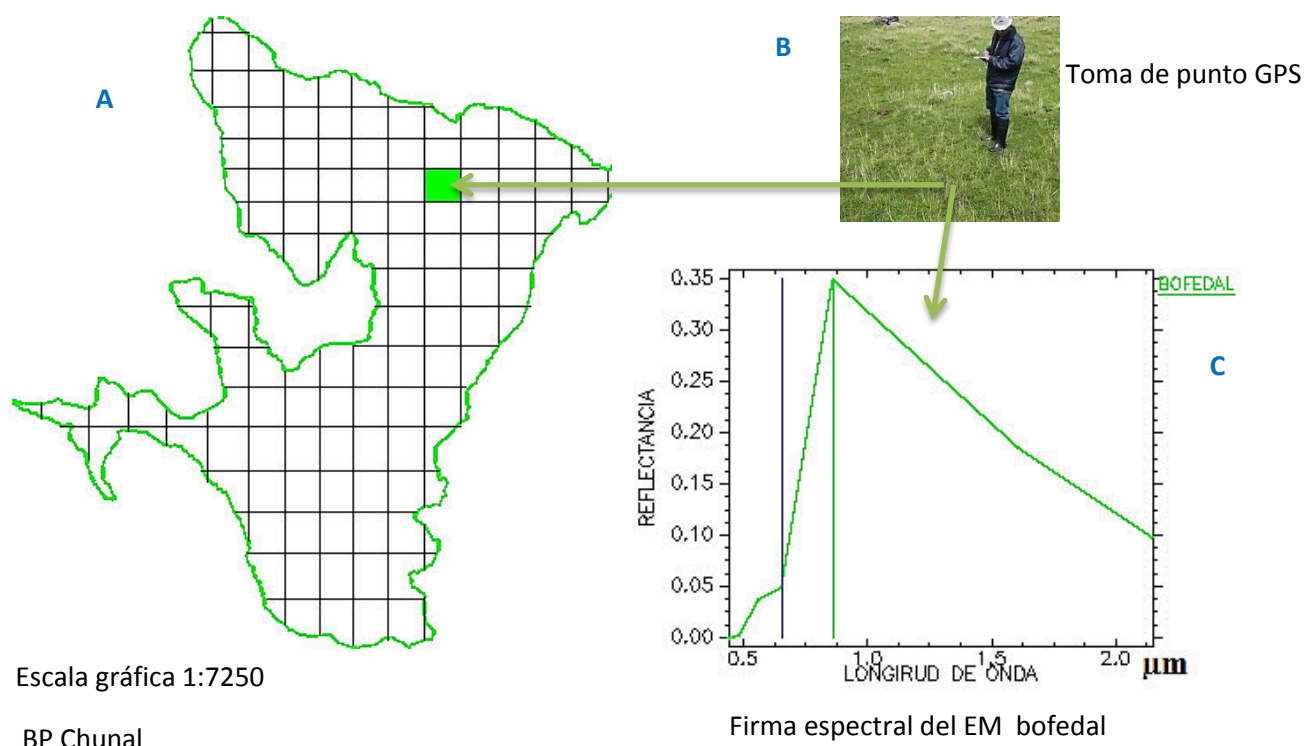 A
B
Toma de punto GPS
0.35
0.30
0.25
0.20
0.15
0.10
0.05
0.00
REFLECTANCIA
BOFEDAL
C
0.5
1.0
1.5
2.0
µm
LONGIRUD DE ONDA
Escala gráfica 1:7250
BP Chunal
Firma espectral del EM bofedal